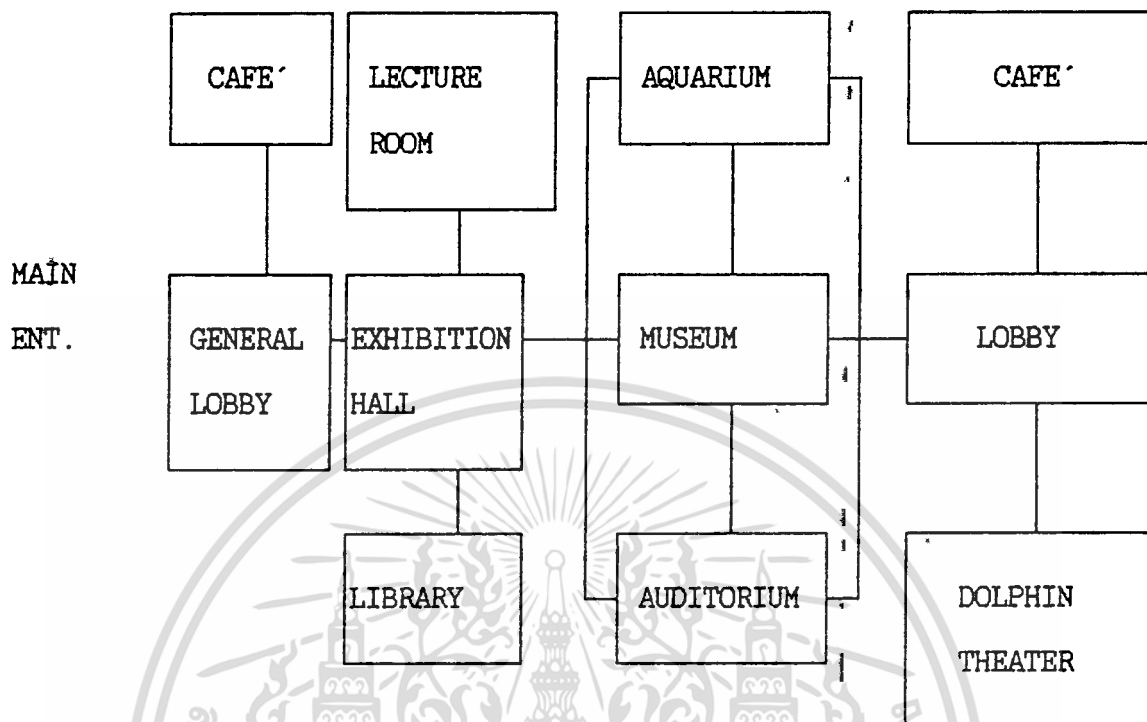 CAFE´
LECTURE
ROOM
AQUARIUM
CAFE´
MAIN
ENT.
GENERAL
LOBBY
EXHIBITION
HALL
MUSEUM
LOBBY
LIBRARY
AUDITORIUM
DOLPHIN
THEATER